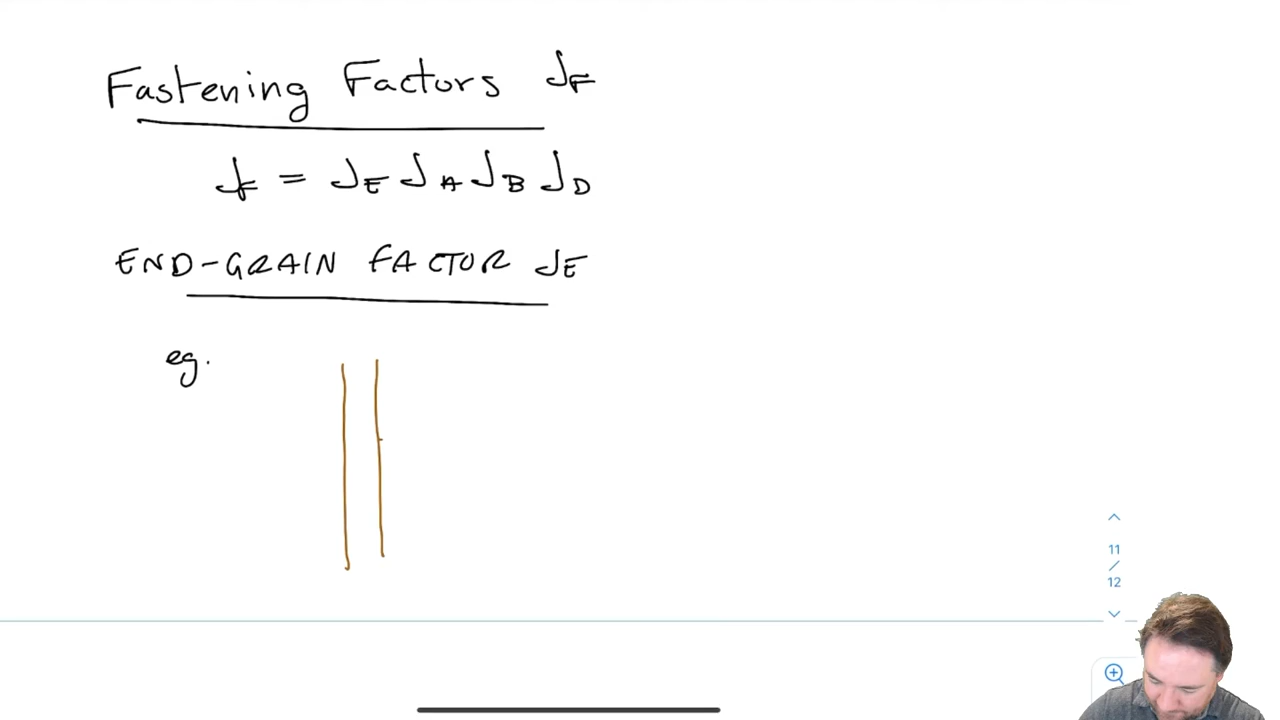 Fastening Factors JF
JF = JE JA JB JD
END-GRAIN FACTOR JE
eg.
11
/
12